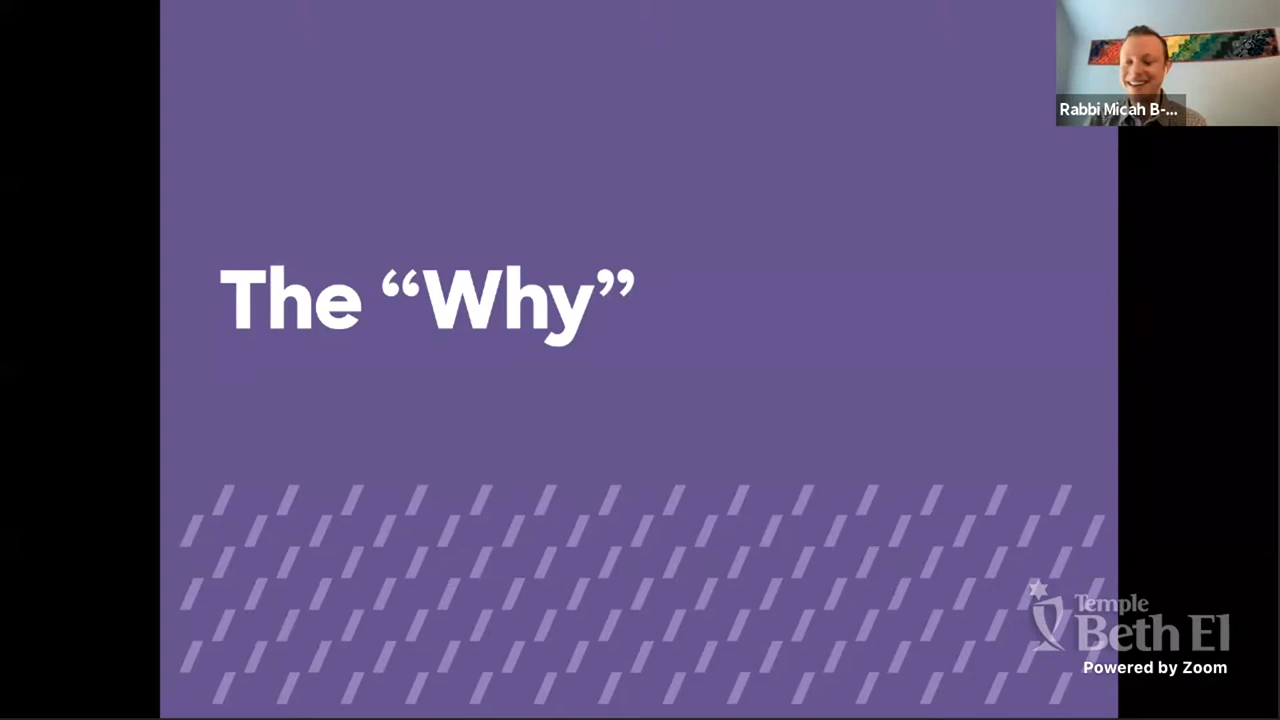 Rabbi Micah B-...
The “Why”
Temple
Beth El
Powered by Zoom